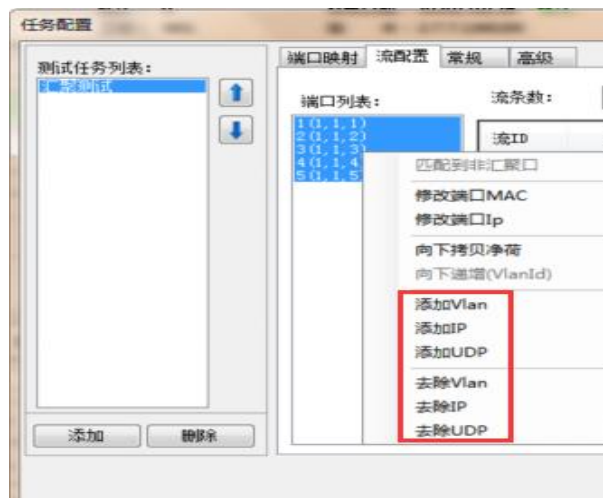 任务配置
测试任务列表：
汇聚测试
添加
删除
端口映射 流配置 常规 高级
端口列表：
流条数：
流ID
1(1,1,1)
2(1,1,2)
3(1,1,3)
4(1,1,4
5(1,1,5
匹配到非汇聚口
修改端口MAC
修改端口Ip
向下拷贝净荷
向下递增(VlanId)
添加Vlan
添加IP
添加UDP
去除Vlan
去除IP
去除UDP